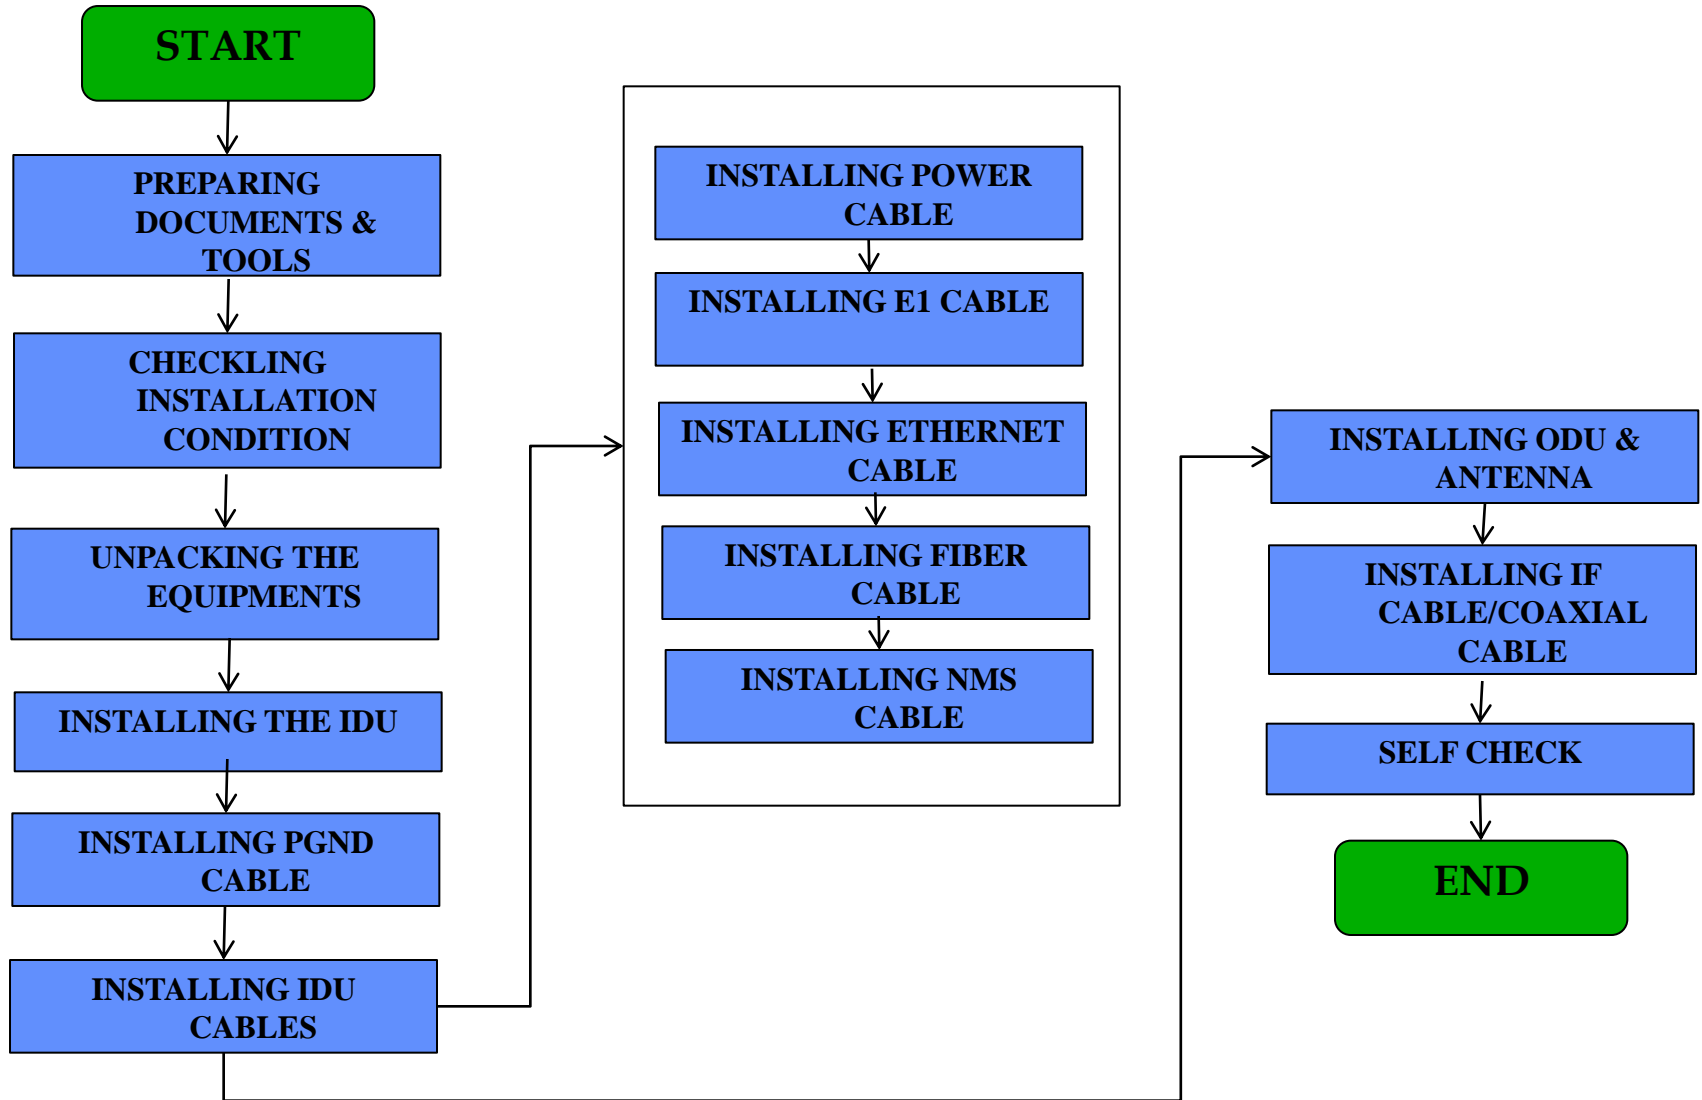 START
PREPARING
DOCUMENTS &
TOOLS
CHECKLING
INSTALLATION
CONDITION
UNPACKING THE
EQUIPMENTS
INSTALLING THE IDU
INSTALLING PGND
CABLE
INSTALLING IDU
CABLES
INSTALLING POWER
CABLE
INSTALLING E1 CABLE
INSTALLING ETHERNET
CABLE
INSTALLING FIBER
CABLE
INSTALLING NMS
CABLE
INSTALLING ODU &
ANTENNA
INSTALLING IF
CABLE/COAXIAL
CABLE
SELF CHECK
END